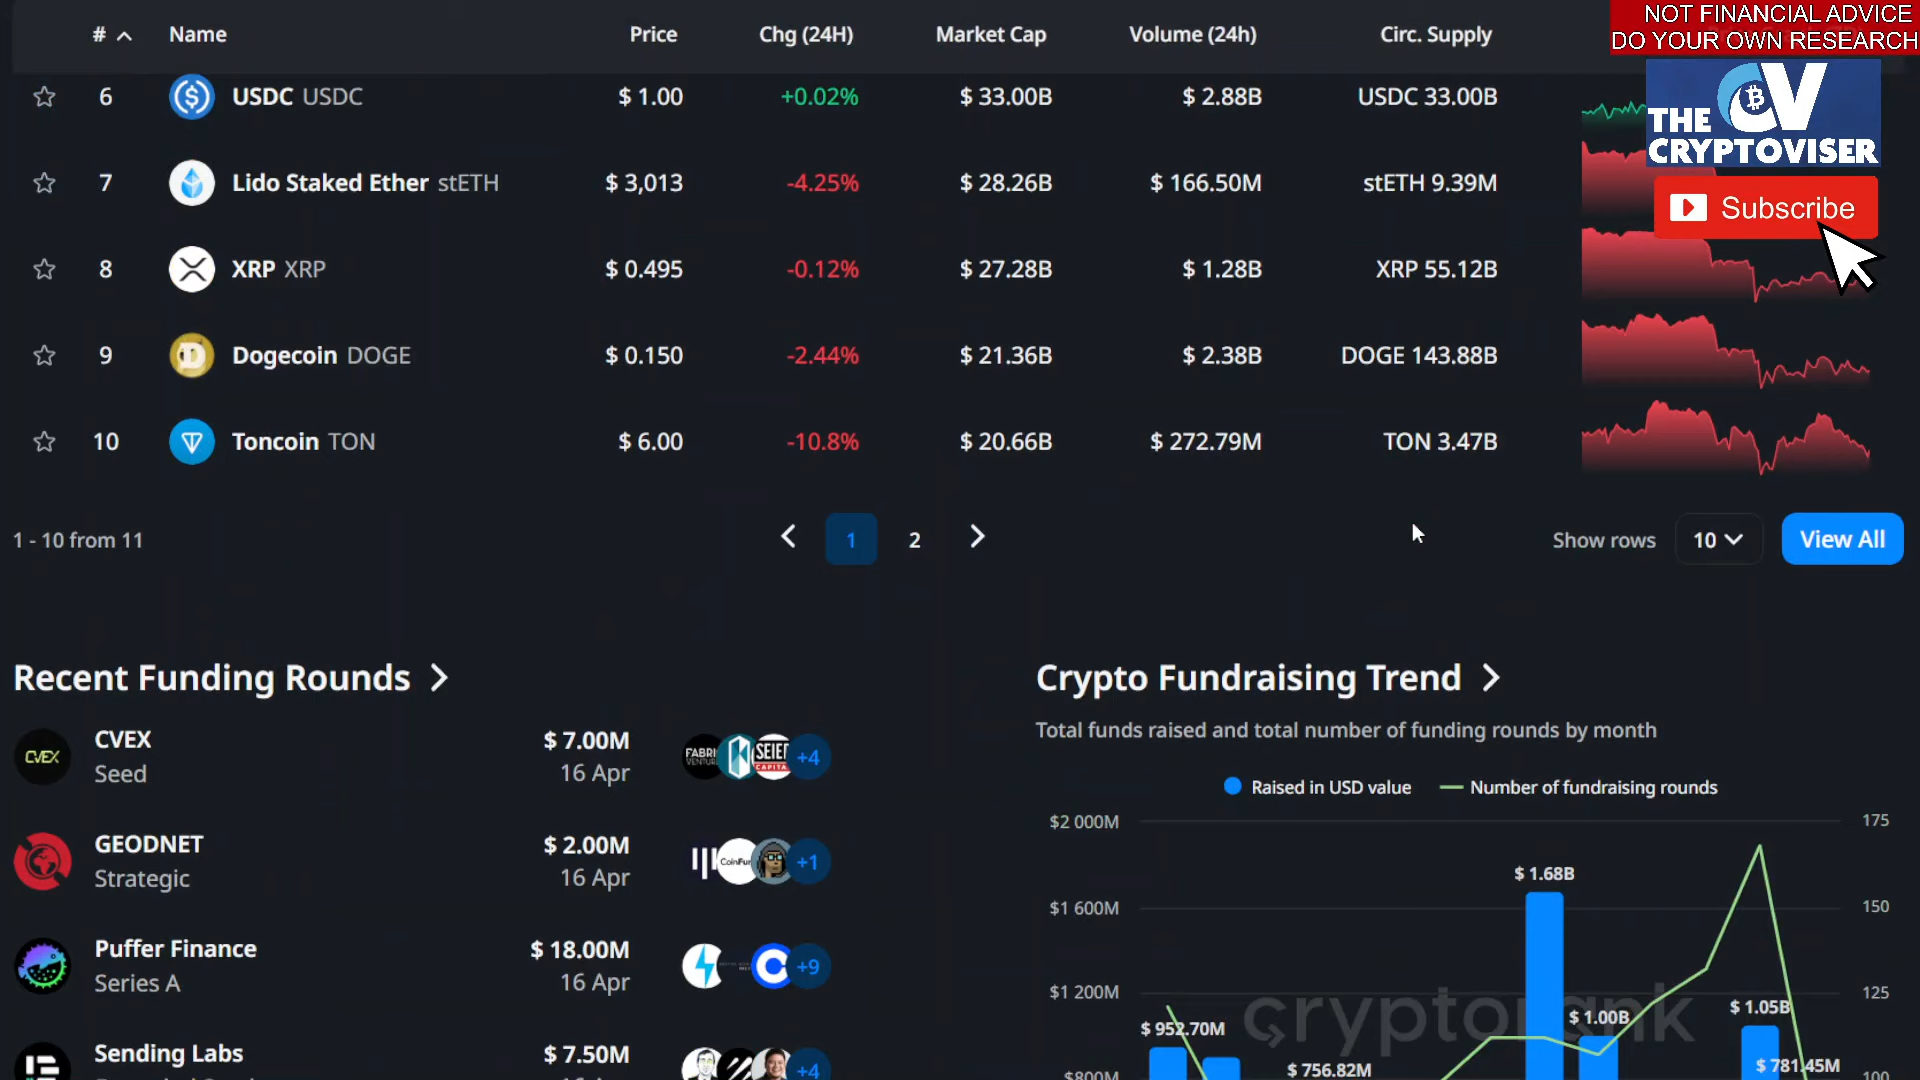 NOT FINANCIAL ADVICE
DO YOUR OWN RESEARCH
# Name Price Chg (24H) Market Cap Volume (24h) Circ. Supply
6 USDC USDC $ 1.00 +0.02% $ 33.00B $ 2.88B USDC 33.00B
THE CV
CRYPTOVISER
7 Lido Staked Ether stETH $ 3,013 -4.25% $ 28.26B $ 166.50M stETH 9.39M
Subscribe
8 XRP XRP $ 0.495 -0.12% $ 27.28B $ 1.28B XRP 55.12B
9 Dogecoin DOGE $ 0.150 -2.44% $ 21.36B $ 2.38B DOGE 143.88B
10 Toncoin TON $ 6.00 -10.8% $ 20.66B $ 272.79M TON 3.47B
1 - 10 from 11 1 2 Show rows 10 View All
Recent Funding Rounds
CVEX
CVEX $ 7.00M
Seed 16 Apr
+4
GEODNET $ 2.00M
Strategic 16 Apr
+1
Puffer Finance $ 18.00M
Series A 16 Apr
+9
Sending Labs $ 7.50M
+4
Crypto Fundraising Trend
Total funds raised and total number of funding rounds by month
Raised in USD value Number of fundraising rounds
$2 000M 175
$ 1.68B
$1 600M 150
$1 200M 125
cryptorank
$ 952.70M $ 1.00B $ 1.05B
$ 756.82M $ 781.45M
$800M 100